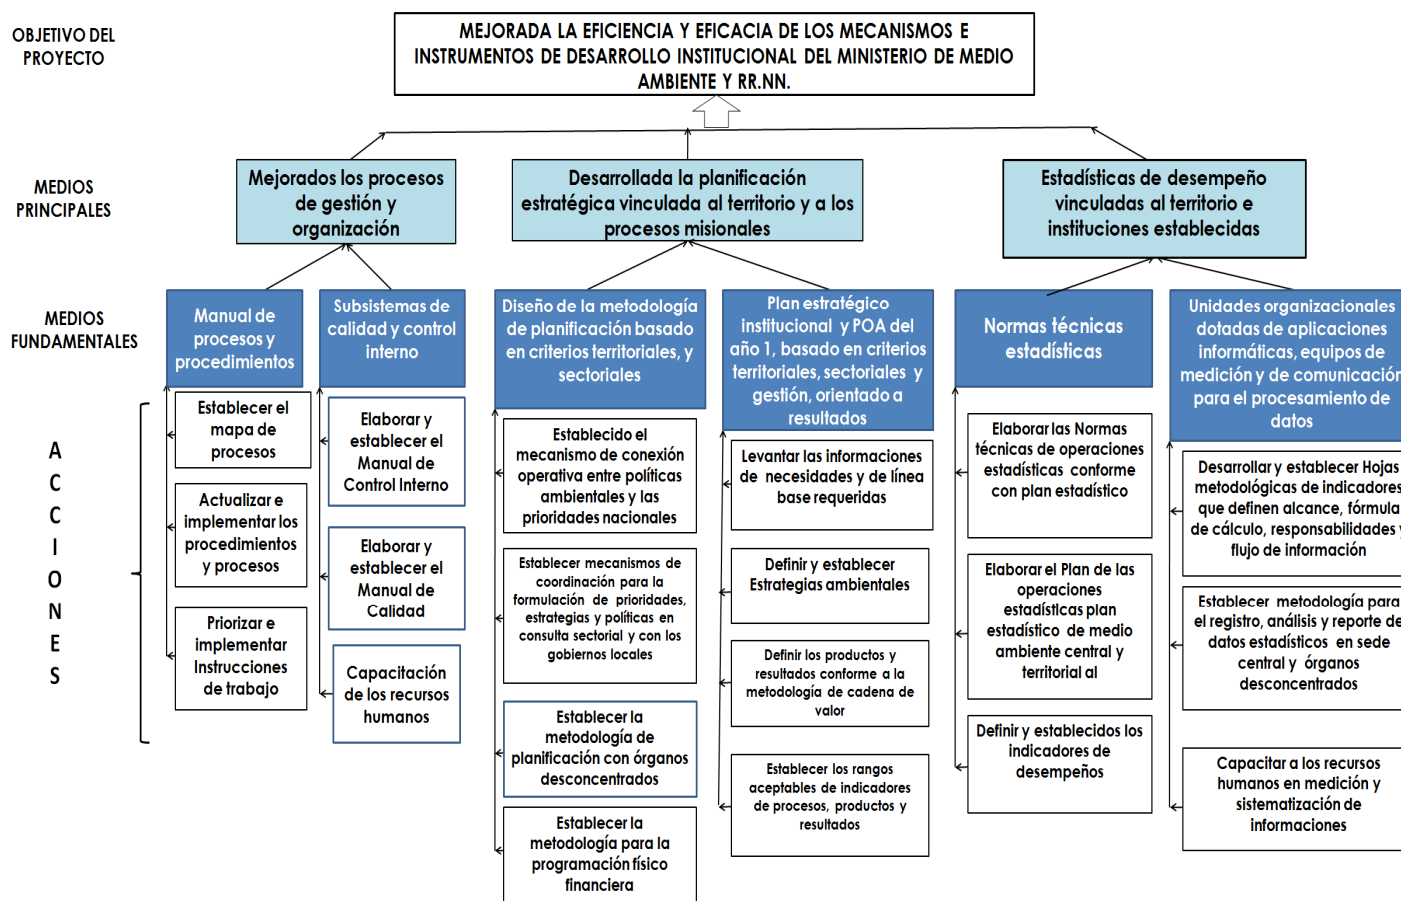 OBJETIVO DEL
PROYECTO
MEJORADA LA EFICIENCIA Y EFICACIA DE LOS MECANISMOS E
INSTRUMENTOS DE DESARROLLO INSTITUCIONAL DEL MINISTERIO DE MEDIO
AMBIENTE Y RR.NN.
MEDIOS
PRINCIPALES
Mejorados los procesos
de gestión y
organización
Desarrollada la planificación
estratégica vinculada al territorio y a los
procesos misionales
Estadísticas de desempeño
vinculadas al territorio e
instituciones establecidas
MEDIOS
FUNDAMENTALES
Manual de
procesos y
procedimientos
Subsistemas de
calidad y control
interno
Diseño de la metodología
de planificación basado
en criterios territoriales, y
sectoriales
Plan estratégico
institucional y POA del
año 1, basado en criterios
territoriales, sectoriales y
gestión, orientado a
resultados
Normas técnicas
estadísticas
Unidades organizacionales
dotadas de aplicaciones
informáticas, equipos de
medición y de comunicación
para el procesamiento de
datos
ACCIONES
Establecer el
mapa de
procesos
Actualizar e
implementar los
procedimientos
y procesos
Priorizar e
implementar
Instrucciones
de trabajo
Elaborar y
establecer el
Manual de
Control Interno
Elaborar y
establecer el
Manual de
Calidad
Capacitación
de los recursos
humanos
Establecido el
mecanismo de conexión
operativa entre políticas
ambientales y las
prioridades nacionales
Establecer mecanismos de
coordinación para la
formulación de prioridades,
estrategias y políticas en
consulta sectorial y con los
gobiernos locales
Establecer la
metodología de
planificación con órganos
desconcentrados
Establecer la
metodología para la
programación físico
financiera
Levantar las informaciones
de necesidades y de línea
base requeridas
Definir y establecer
Estrategias ambientales
Definir los productos y
resultados conforme a la
metodología de cadena de
valor
Establecer los rangos
aceptables de indicadores
de procesos, productos y
resultados
Elaborar las Normas
técnicas de operaciones
estadísticas conforme
con plan estadístico
Elaborar el Plan de las
operaciones
estadísticas plan
estadístico de medio
ambiente central y
territorial al
Definir y establecidos los
indicadores de
desempeños
Desarrollar y establecer Hojas
metodológicas de indicadores
que definen alcance, fórmula
de cálculo, responsabilidades y
flujo de información
Establecer metodología para
el registro, análisis y reporte de
datos estadísticos en sede
central y órganos
desconcentrados
Capacitar a los recursos
humanos en medición y
sistematización de
informaciones